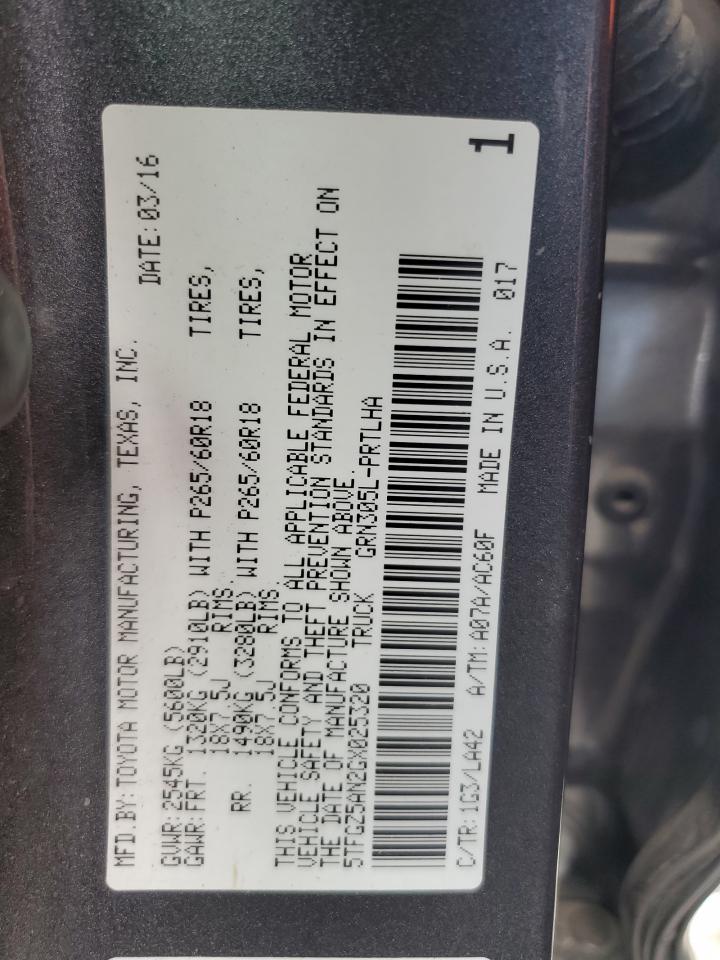 MFD.BY: TOYOTA MOTOR MANUFACTURING, TEXAS, INC.
DATE: 03/16
GVWR: 2545KG (5600LB)
GAWR: FRT. 1320KG (2910LB) WITH P265/60R18 TIRES,
18X7.5J RIMS.
RR. 1490KG (3280LB) WITH P265/60R18 TIRES,
18X7.5J RIMS.
THIS VEHICLE CONFORMS TO ALL APPLICABLE FEDERAL MOTOR
VEHICLE SAFETY AND THEFT PREVENTION STANDARDS IN EFFECT ON
THE DATE OF MANUFACTURE SHOWN ABOVE.
5TFGZ5AN2GX025320 TRUCK GRN305L-PRTLHA
C/TR: 1G3/LA42 A/TM: A07A/AC60F MADE IN U.S.A. 017
1